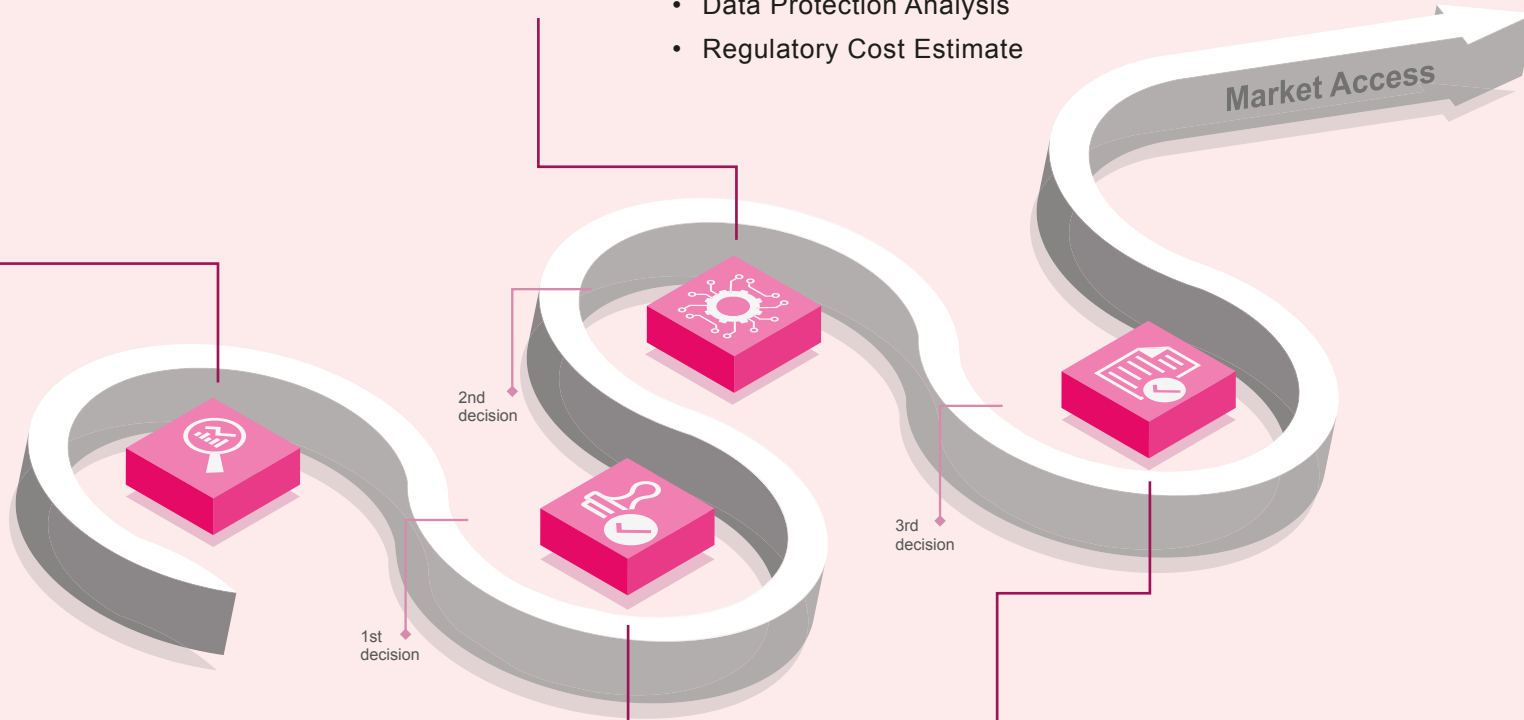 • Data Protection Analysis
• Regulatory Cost Estimate
Market Access
2nd
decision
3rd
decision
1st
decision